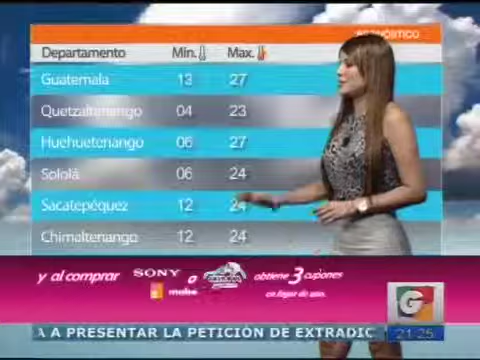 Departamento Min. Max.
Guatemala 13 27
Quetzaltenango 04 23
Huehuetenango 06 27
Sololá 06 24
Sacatepéquez 12 24
Chimaltenango 12 24
y al comprar SONY o obtiene 3 cupones
en lugar de uno.
G
A A PRESENTAR LA PETICIÓN DE EXTRADIC 21:25